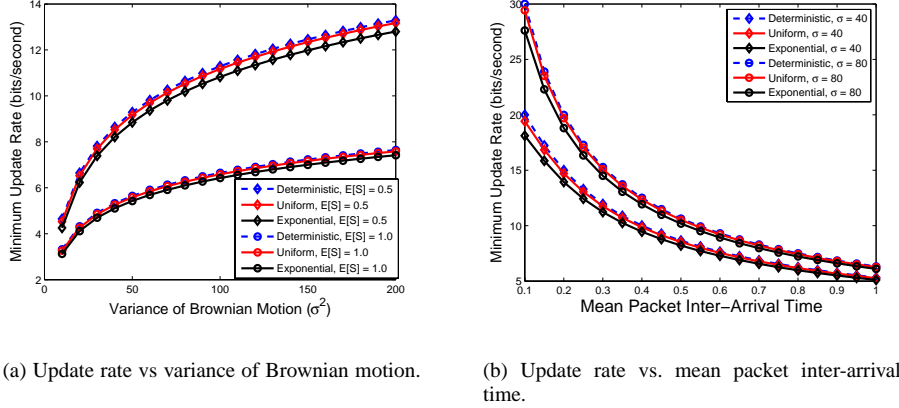 14
12
10
8
6
4
2
0
50
100
150
200
Minimum Update Rate (bits/second)
Variance of Brownian Motion (σ²)
Deterministic, E[S] = 0.5
Uniform, E[S] = 0.5
Exponential, E[S] = 0.5
Deterministic, E[S] = 1.0
Uniform, E[S] = 1.0
Exponential, E[S] = 1.0
(a) Update rate vs variance of Brownian motion.
30
25
20
15
10
5
0.1
0.2
0.3
0.4
0.5
0.6
0.7
0.8
0.9
1
Minimum Update Rate (bits/second)
Mean Packet Inter−Arrival Time
Deterministic, σ = 40
Uniform, σ = 40
Exponential, σ = 40
Deterministic, σ = 80
Uniform, σ = 80
Exponential, σ = 80
(b) Update rate vs. mean packet inter-arrival
time.